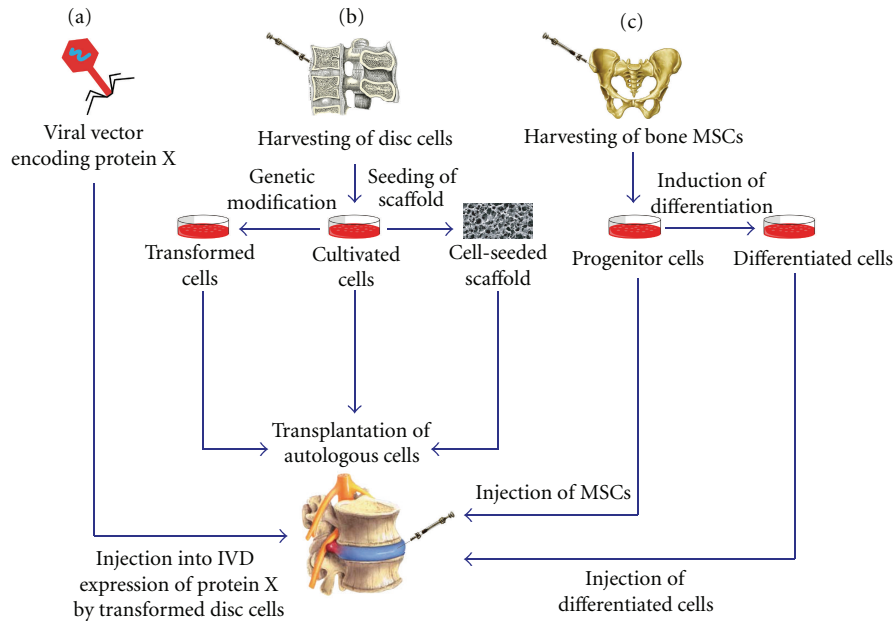 (a)
Viral vector
encoding protein X
(b)
Harvesting of disc cells
Genetic
modification
Seeding of
scaffold
Transformed
cells
Cultivated
cells
Cell-seeded
scaffold
Transplantation of
autologous cells
(c)
Harvesting of bone MSCs
Induction of
differentiation
Progenitor cells
Differentiated cells
Injection of MSCs
Injection into IVD
expression of protein X
by transformed disc cells
Injection of
differentiated cells